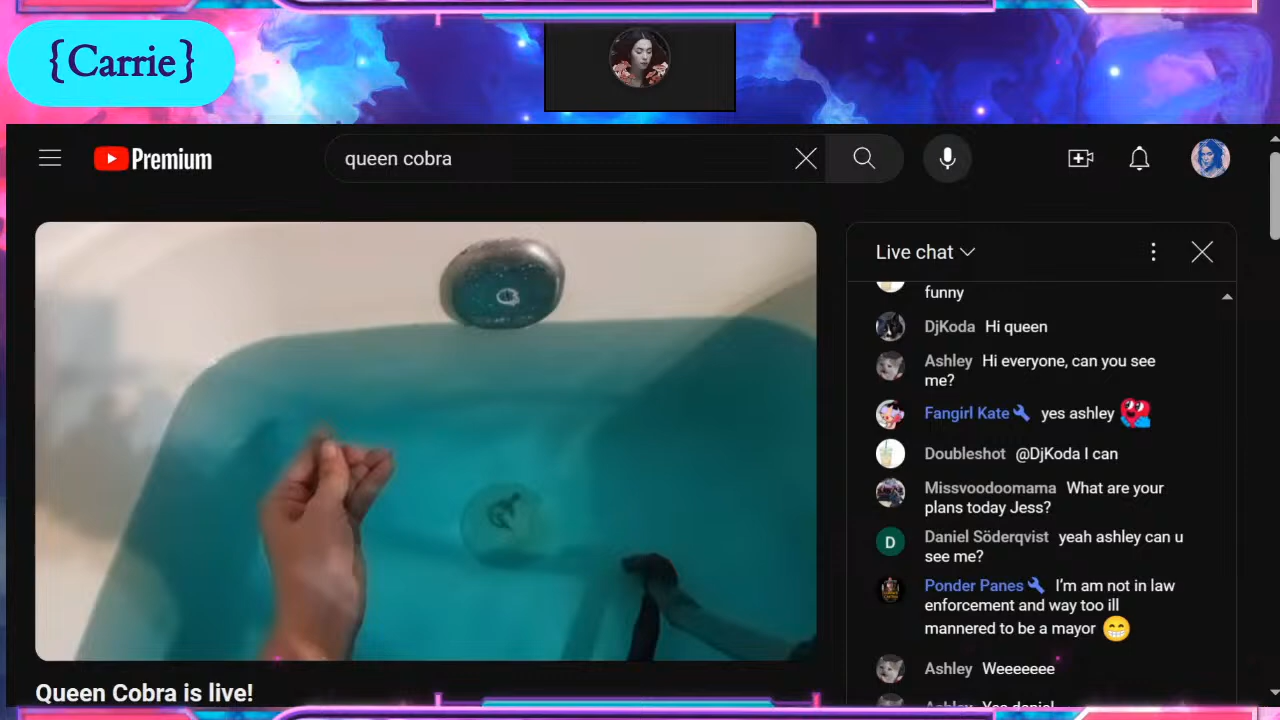 {Carrie}
Premium
queen cobra
Live chat
funny
DjKoda Hi queen
Ashley Hi everyone, can you see
me?
Fangirl Kate yes ashley
Doubleshot @DjKoda I can
Missvoodoomama What are your
plans today Jess?
D
Daniel Söderqvist yeah ashley can u
see me?
Ponder Panes I'm am not in law
enforcement and way too ill
mannered to be a mayor
Ashley Weeeeeee
Ashley Yes daniel
Queen Cobra is live!